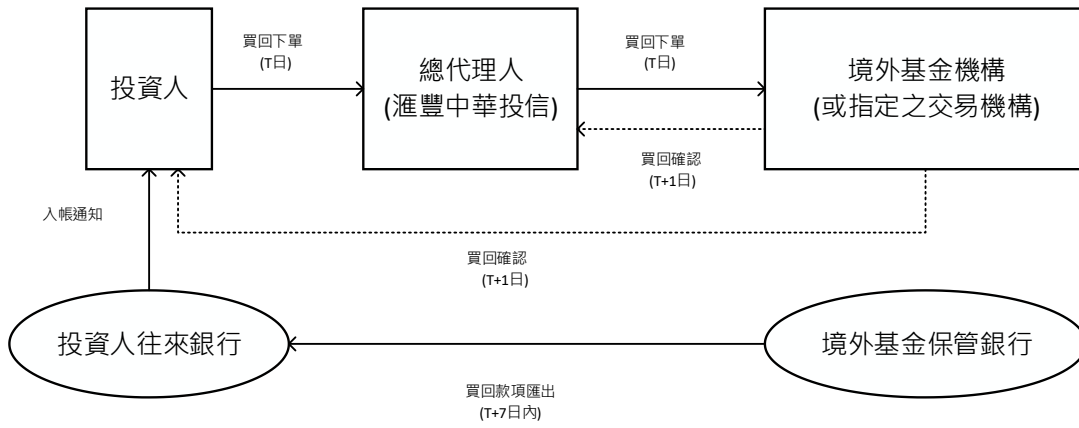 買回下單
(T日)
買回下單
(T日)
投資人
總代理人
(滙豐中華投信)
境外基金機構
(或指定之交易機構)
買回確認
(T+1日)
入帳通知
買回確認
(T+1日)
投資人往來銀行
境外基金保管銀行
買回款項匯出
(T+7日內)